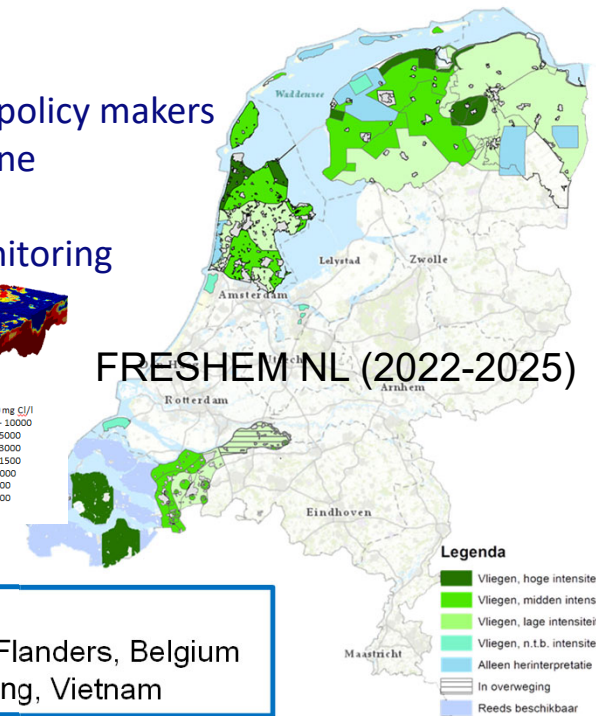 policy makers
ne
nitoring
Waddenzee
Lelystad
Zwolle
Amsterdam
FRESHEM NL (2022-2025)
Arnhem
Rotterdam
mg Cl/l
- 10000
5000
3000
1500
000
00
00
Eindhoven
Maastricht
Legenda
Vliegen, hoge intensite
Vliegen, midden intens
Vliegen, lage intensiteit
Vliegen, n.t.b. intensite
Alleen herinterpretatie
In overweging
Reeds beschikbaar
Flanders, Belgium
ng, Vietnam